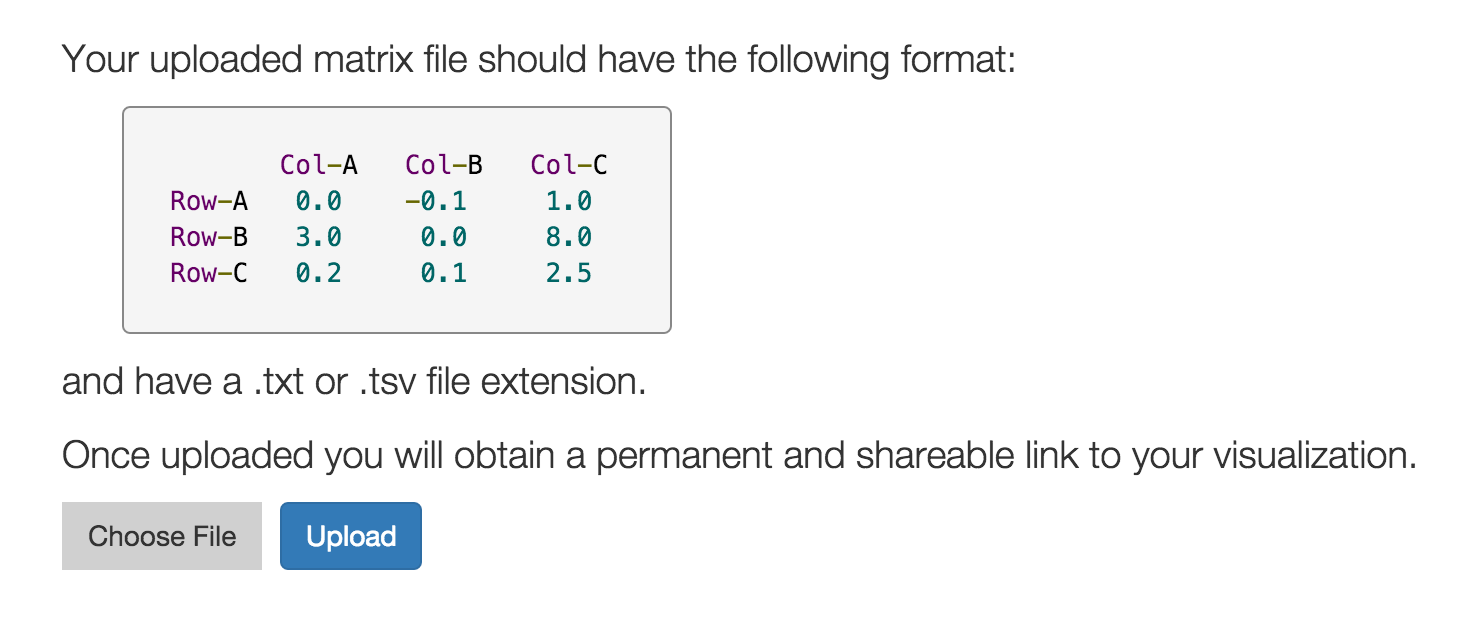 Your uploaded matrix file should have the following format:
Col-A Col-B Col-C
Row-A 0.0 -0.1 1.0
Row-B 3.0 0.0 8.0
Row-C 0.2 0.1 2.5
and have a .txt or .tsv file extension.
Once uploaded you will obtain a permanent and shareable link to your visualization.
Choose File Upload